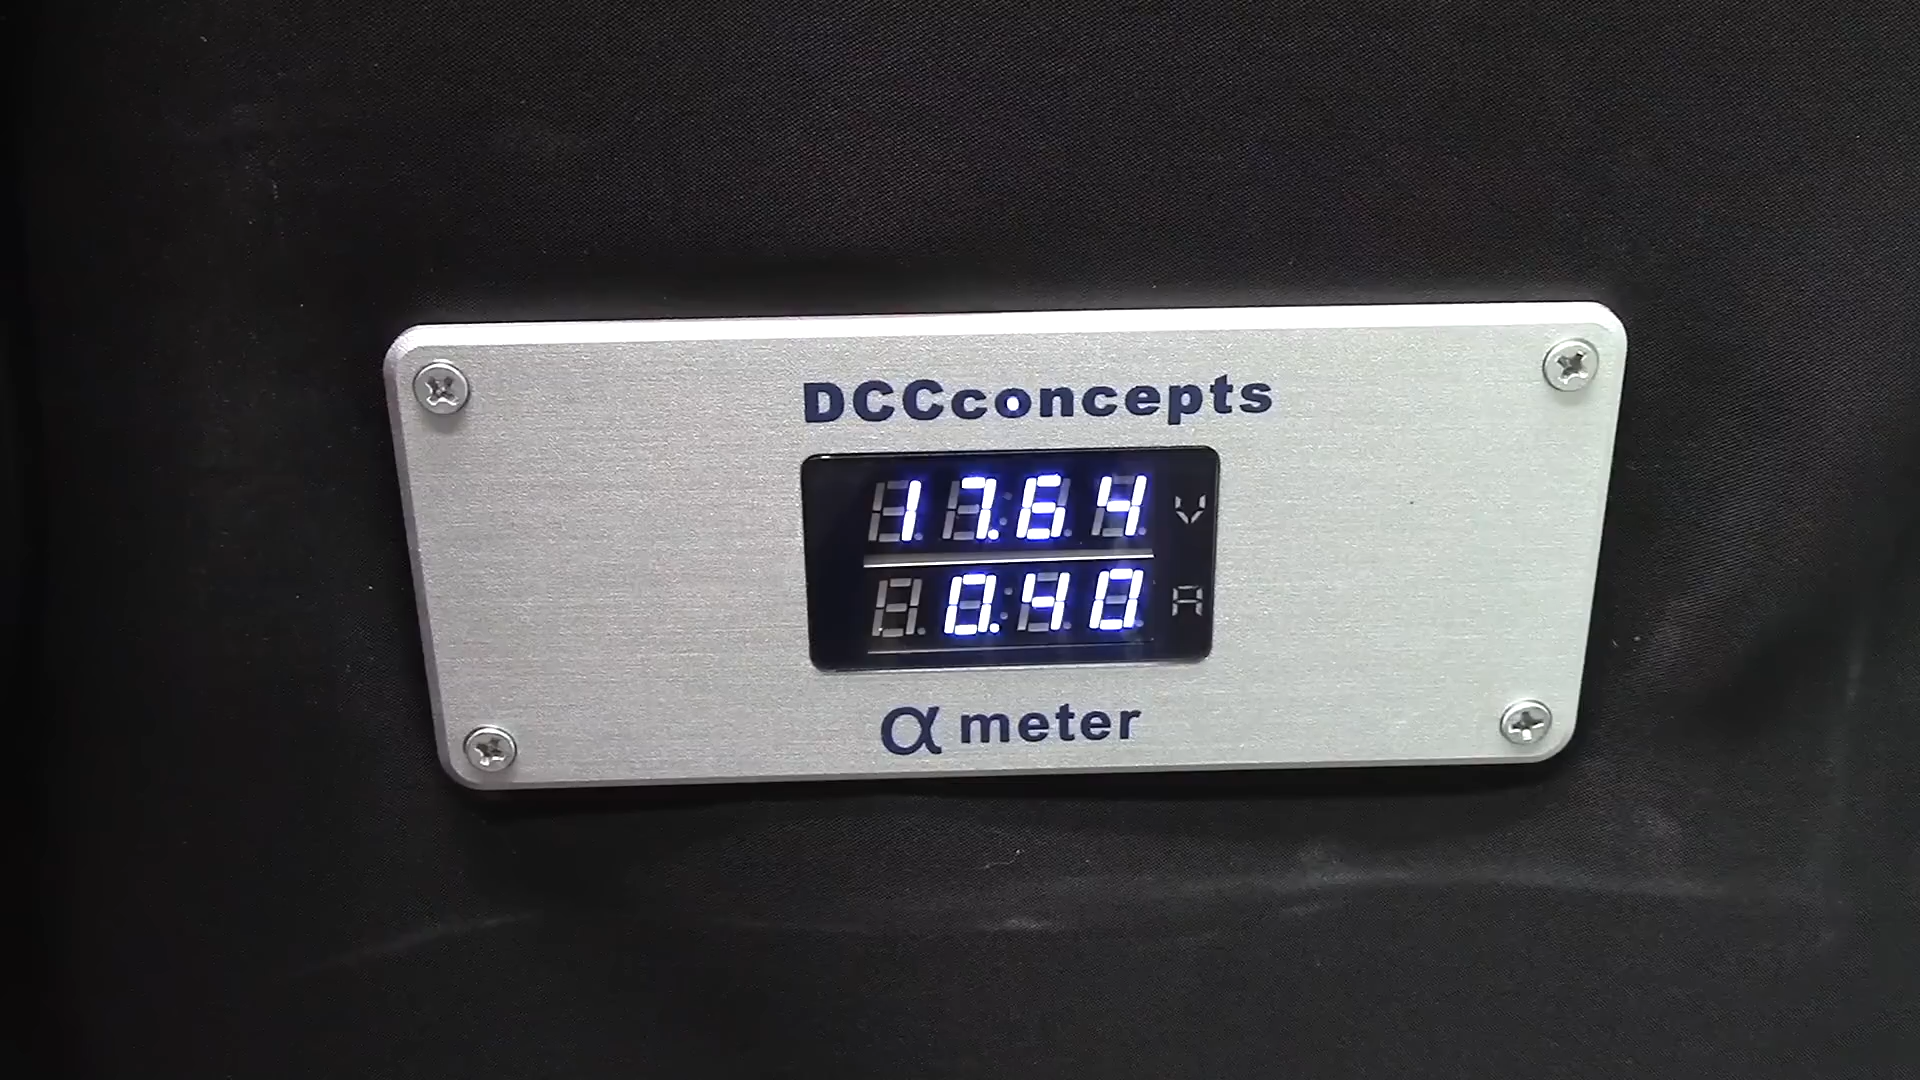 DCCconcepts
17.64 V
0.40 A
α meter